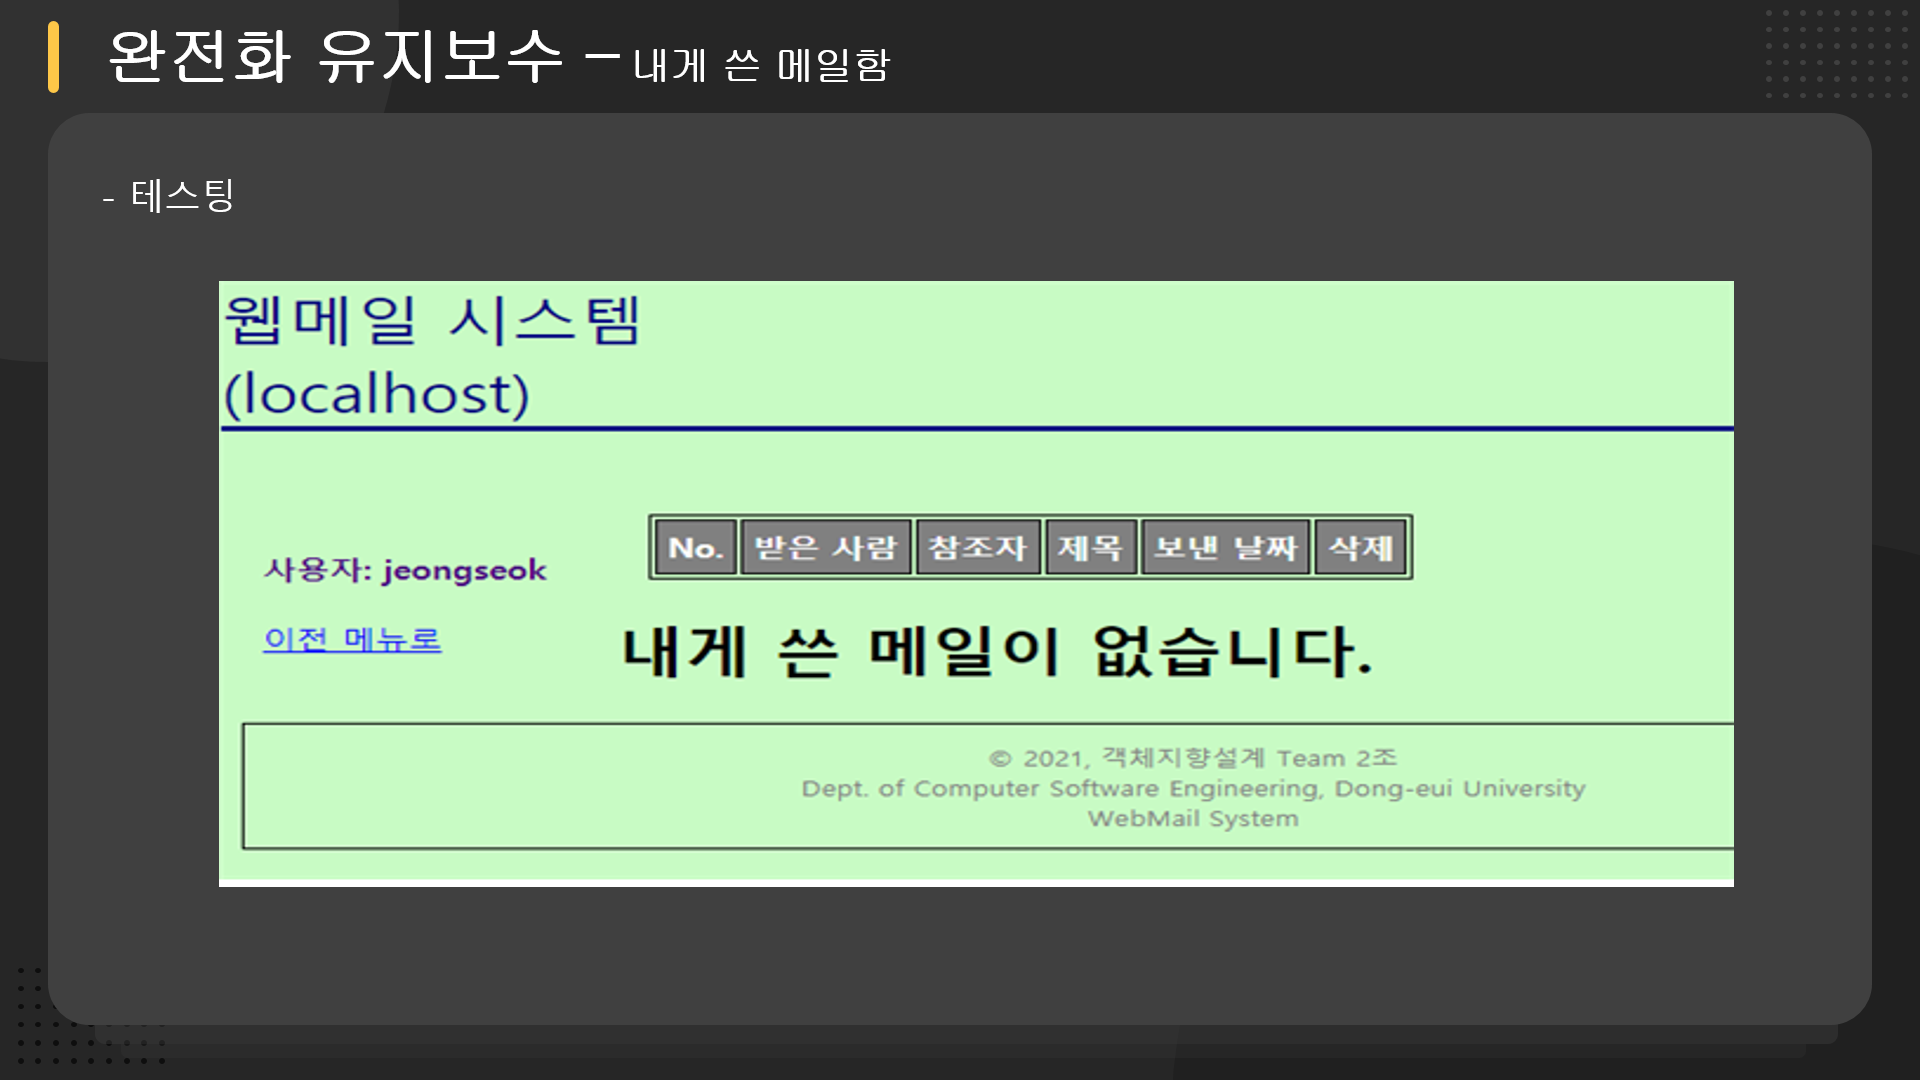 완전화 유지보수 – 내게 쓴 메일함
- 테스팅
웹메일 시스템
(localhost)
No. 받은 사람 참조자 제목 보낸 날짜 삭제
사용자: jeongseok
이전 메뉴로
내게 쓴 메일이 없습니다.
© 2021, 객체지향설계 Team 2조
Dept. of Computer Software Engineering, Dong-eui University
WebMail System